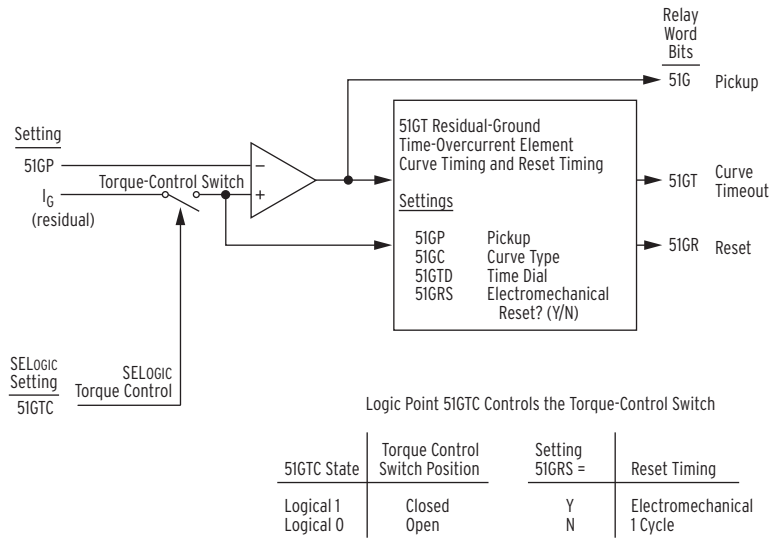 Relay
Word
Bits
51G Pickup
Setting
51GP
Torque-Control Switch
IG
(residual)
−
+
51GT Residual-Ground
Time-Overcurrent Element
Curve Timing and Reset Timing
Settings
51GP Pickup
51GC Curve Type
51GTD Time Dial
51GRS Electromechanical
Reset? (Y/N)
51GT Curve
Timeout
51GR Reset
SELOGIC
Setting
51GTC
SELOGIC
Torque Control
Logic Point 51GTC Controls the Torque-Control Switch
51GTC State Torque Control
Switch Position
Logical 1 Closed
Logical 0 Open
Setting
51GRS = Reset Timing
Y Electromechanical
N 1 Cycle